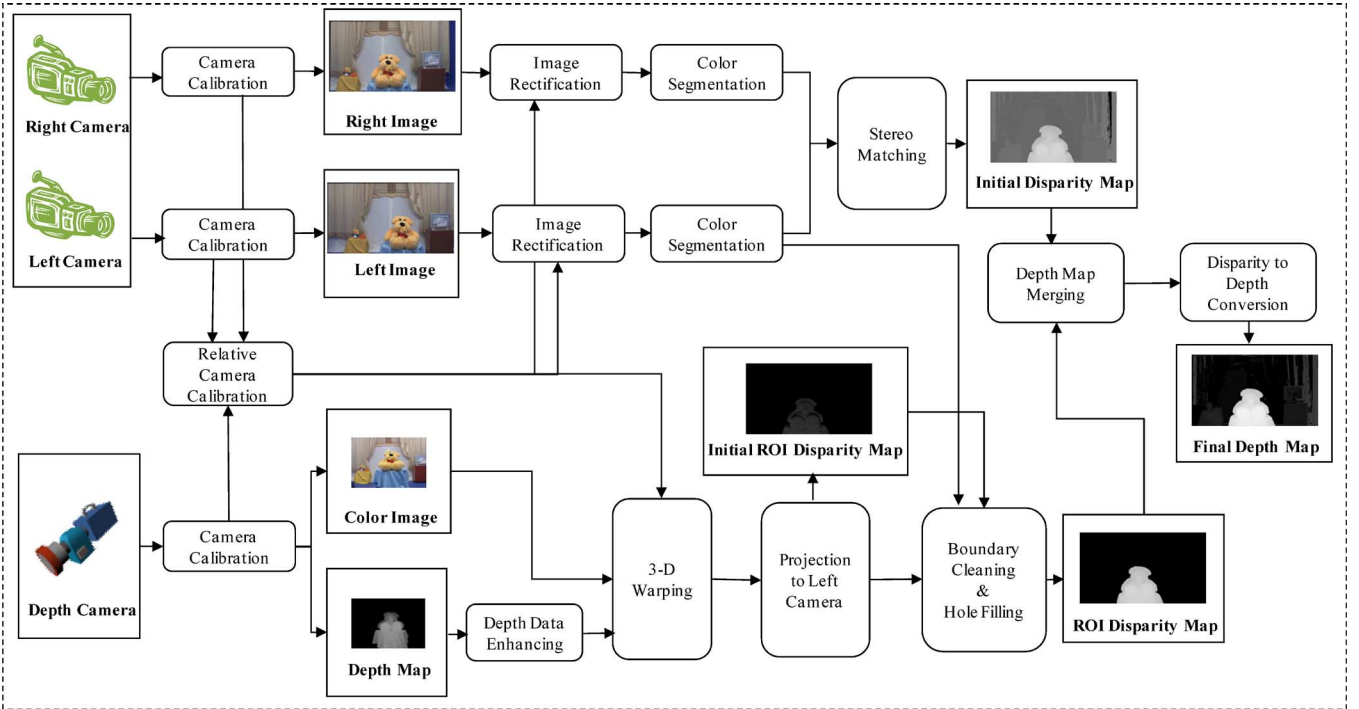 Right Camera
Left Camera
Camera
Calibration
Right Image
Image
Rectification
Color
Segmentation
Stereo
Matching
Initial Disparity Map
Camera
Calibration
Left Image
Image
Rectification
Color
Segmentation
Depth Map
Merging
Disparity to
Depth
Conversion
Relative
Camera
Calibration
Final Depth Map
Initial ROI Disparity Map
Depth Camera
Camera
Calibration
Color Image
Depth Map
Depth Data
Enhancing
3-D
Warping
Projection
to Left
Camera
Boundary
Cleaning
&
Hole Filling
ROI Disparity Map